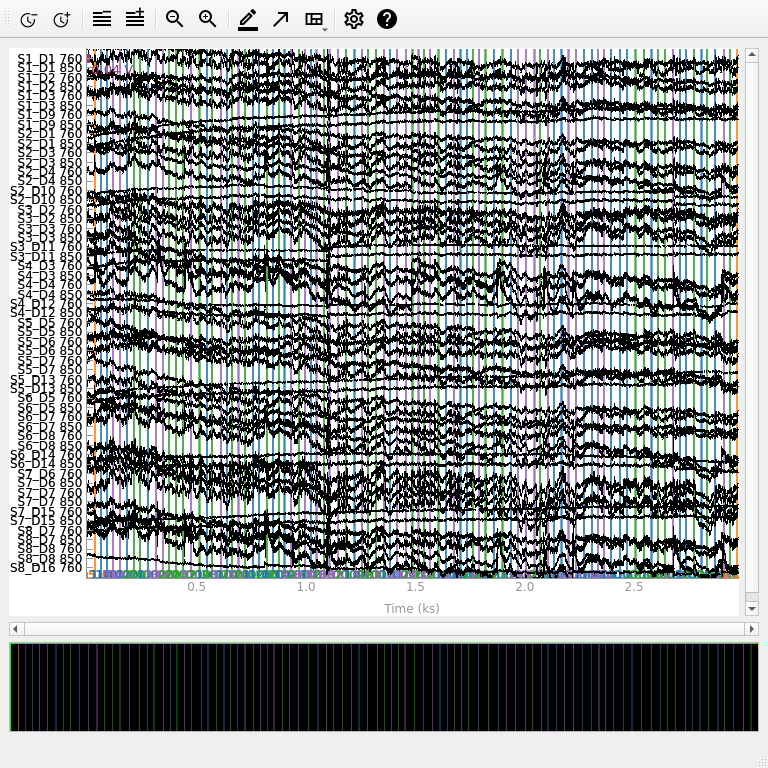 S1_D1 760
S1_D1 850
S1_D2 760
S1_D2 850
S1_D3 760
S1_D3 850
S1_D9 760
S1_D9 850
S2_D1 760
S2_D1 850
S2_D3 760
S2_D3 850
S2_D4 760
S2_D4 850
S2_D10 760
S2_D10 850
S3_D2 760
S3_D2 850
S3_D3 760
S3_D3 850
S3_D11 760
S3_D11 850
S4_D3 760
S4_D3 850
S4_D4 760
S4_D4 850
S4_D12 760
S4_D12 850
S5_D5 760
S5_D5 850
S5_D6 760
S5_D6 850
S5_D7 760
S5_D7 850
S5_D13 760
S5_D13 850
S6_D5 760
S6_D5 850
S6_D7 760
S6_D7 850
S6_D8 760
S6_D8 850
S6_D14 760
S6_D14 850
S7_D6 760
S7_D6 850
S7_D7 760
S7_D7 850
S7_D15 760
S7_D15 850
S8_D7 760
S8_D7 850
S8_D8 760
S8_D8 850
S8_D16 760
0.5 1.0 1.5 2.0 2.5
Time (ks)